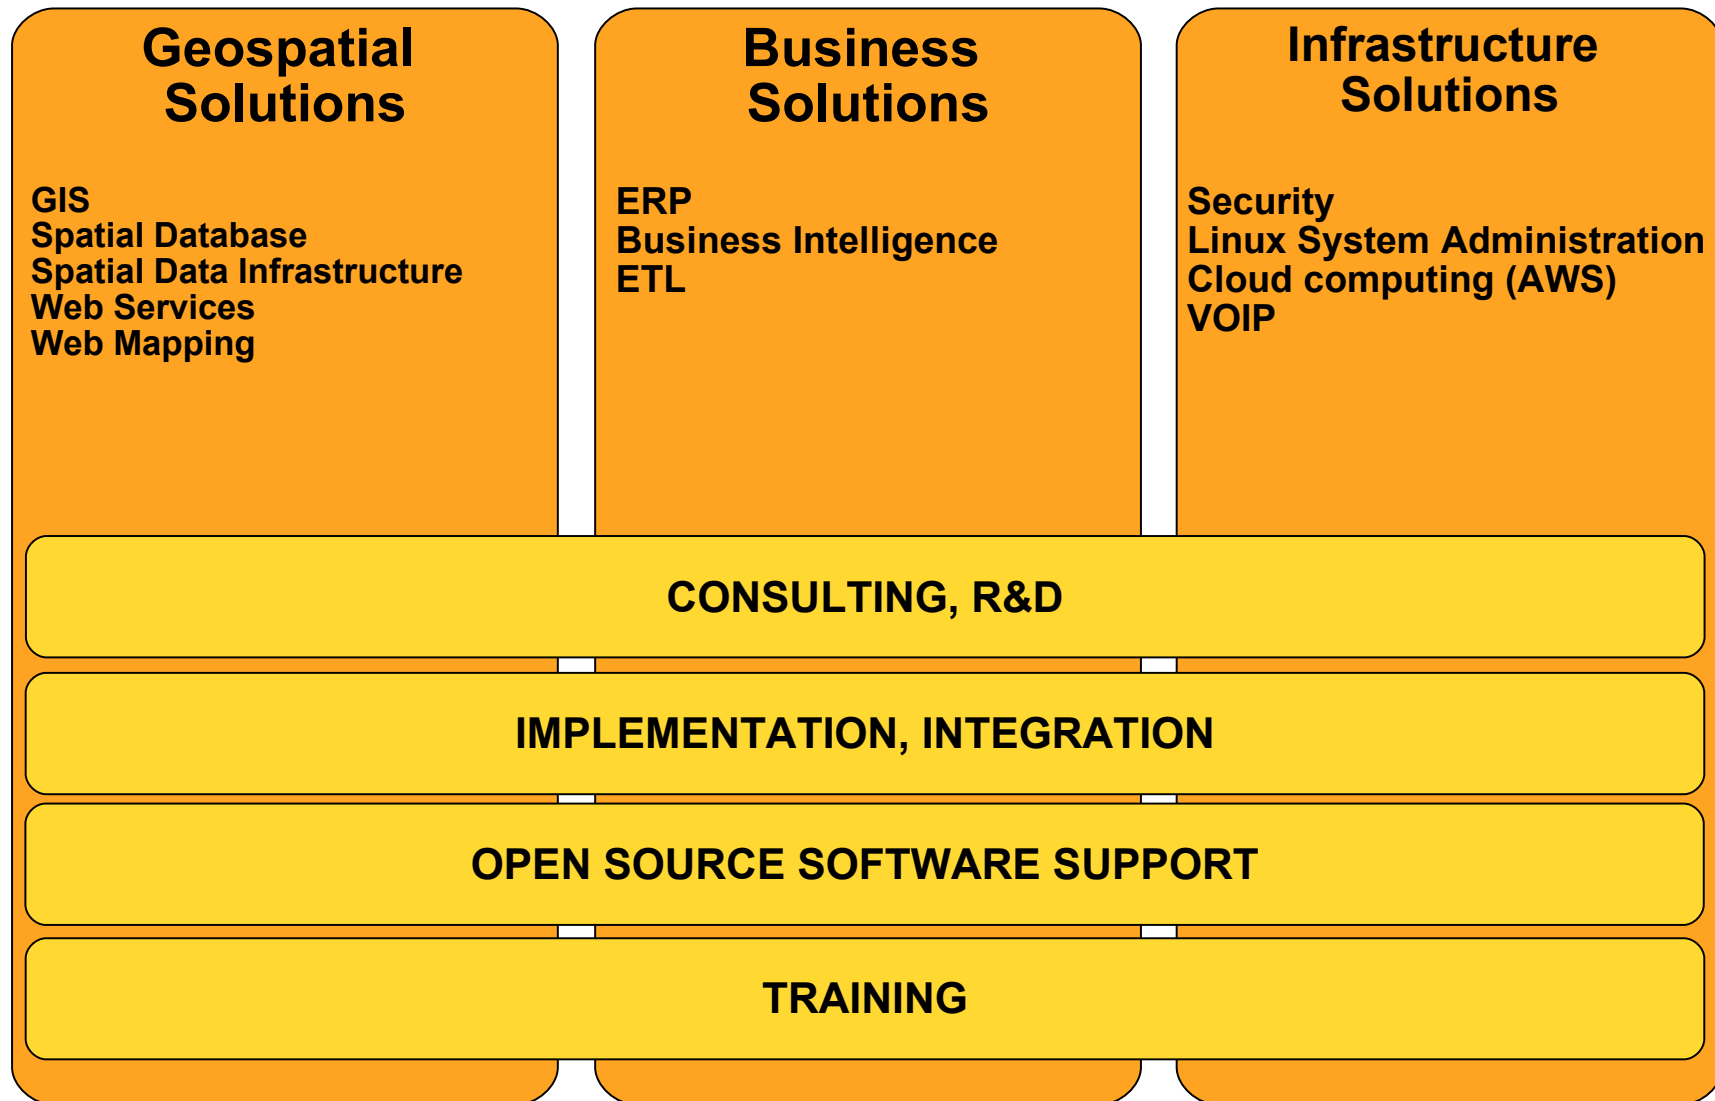 Geospatial
Solutions
GIS
Spatial Database
Spatial Data Infrastructure
Web Services
Web Mapping
Business
Solutions
ERP
Business Intelligence
ETL
Infrastructure
Solutions
Security
Linux System Administration
Cloud computing (AWS)
VOIP
CONSULTING, R&D
IMPLEMENTATION, INTEGRATION
OPEN SOURCE SOFTWARE SUPPORT
TRAINING